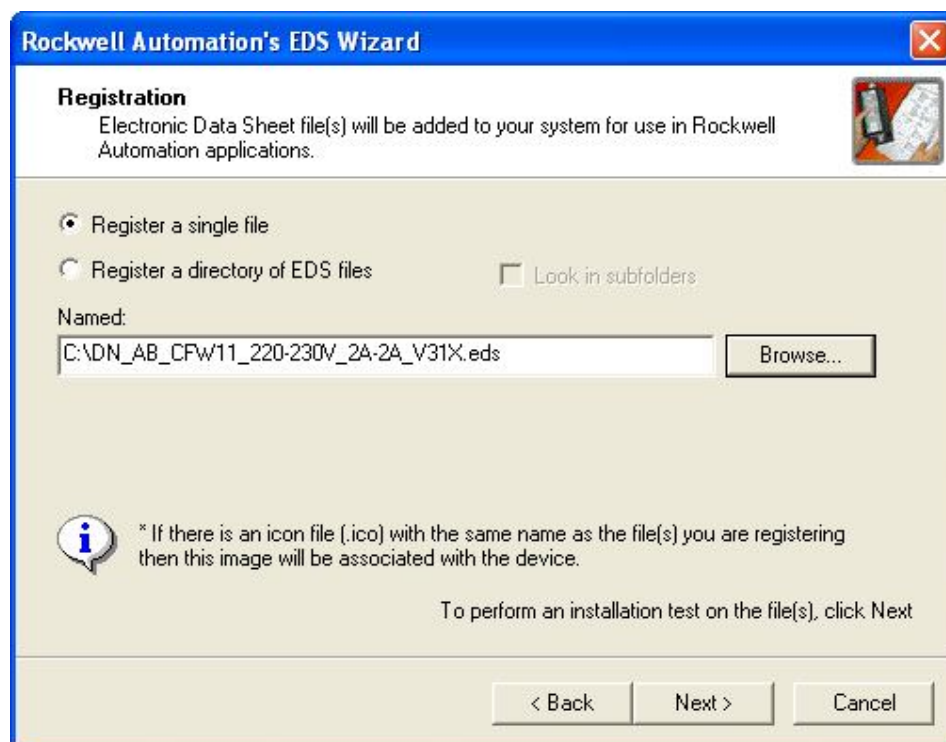 Rockwell Automation's EDS Wizard
Registration
Electronic Data Sheet file(s) will be added to your system for use in Rockwell
Automation applications.
Register a single file
Register a directory of EDS files
Look in subfolders
Named:
C:\DN_AB_CFW11_220-230V_2A-2A_V31X.eds
Browse...
* If there is an icon file (.ico) with the same name as the file(s) you are registering
then this image will be associated with the device.
To perform an installation test on the file(s), click Next
< Back
Next >
Cancel